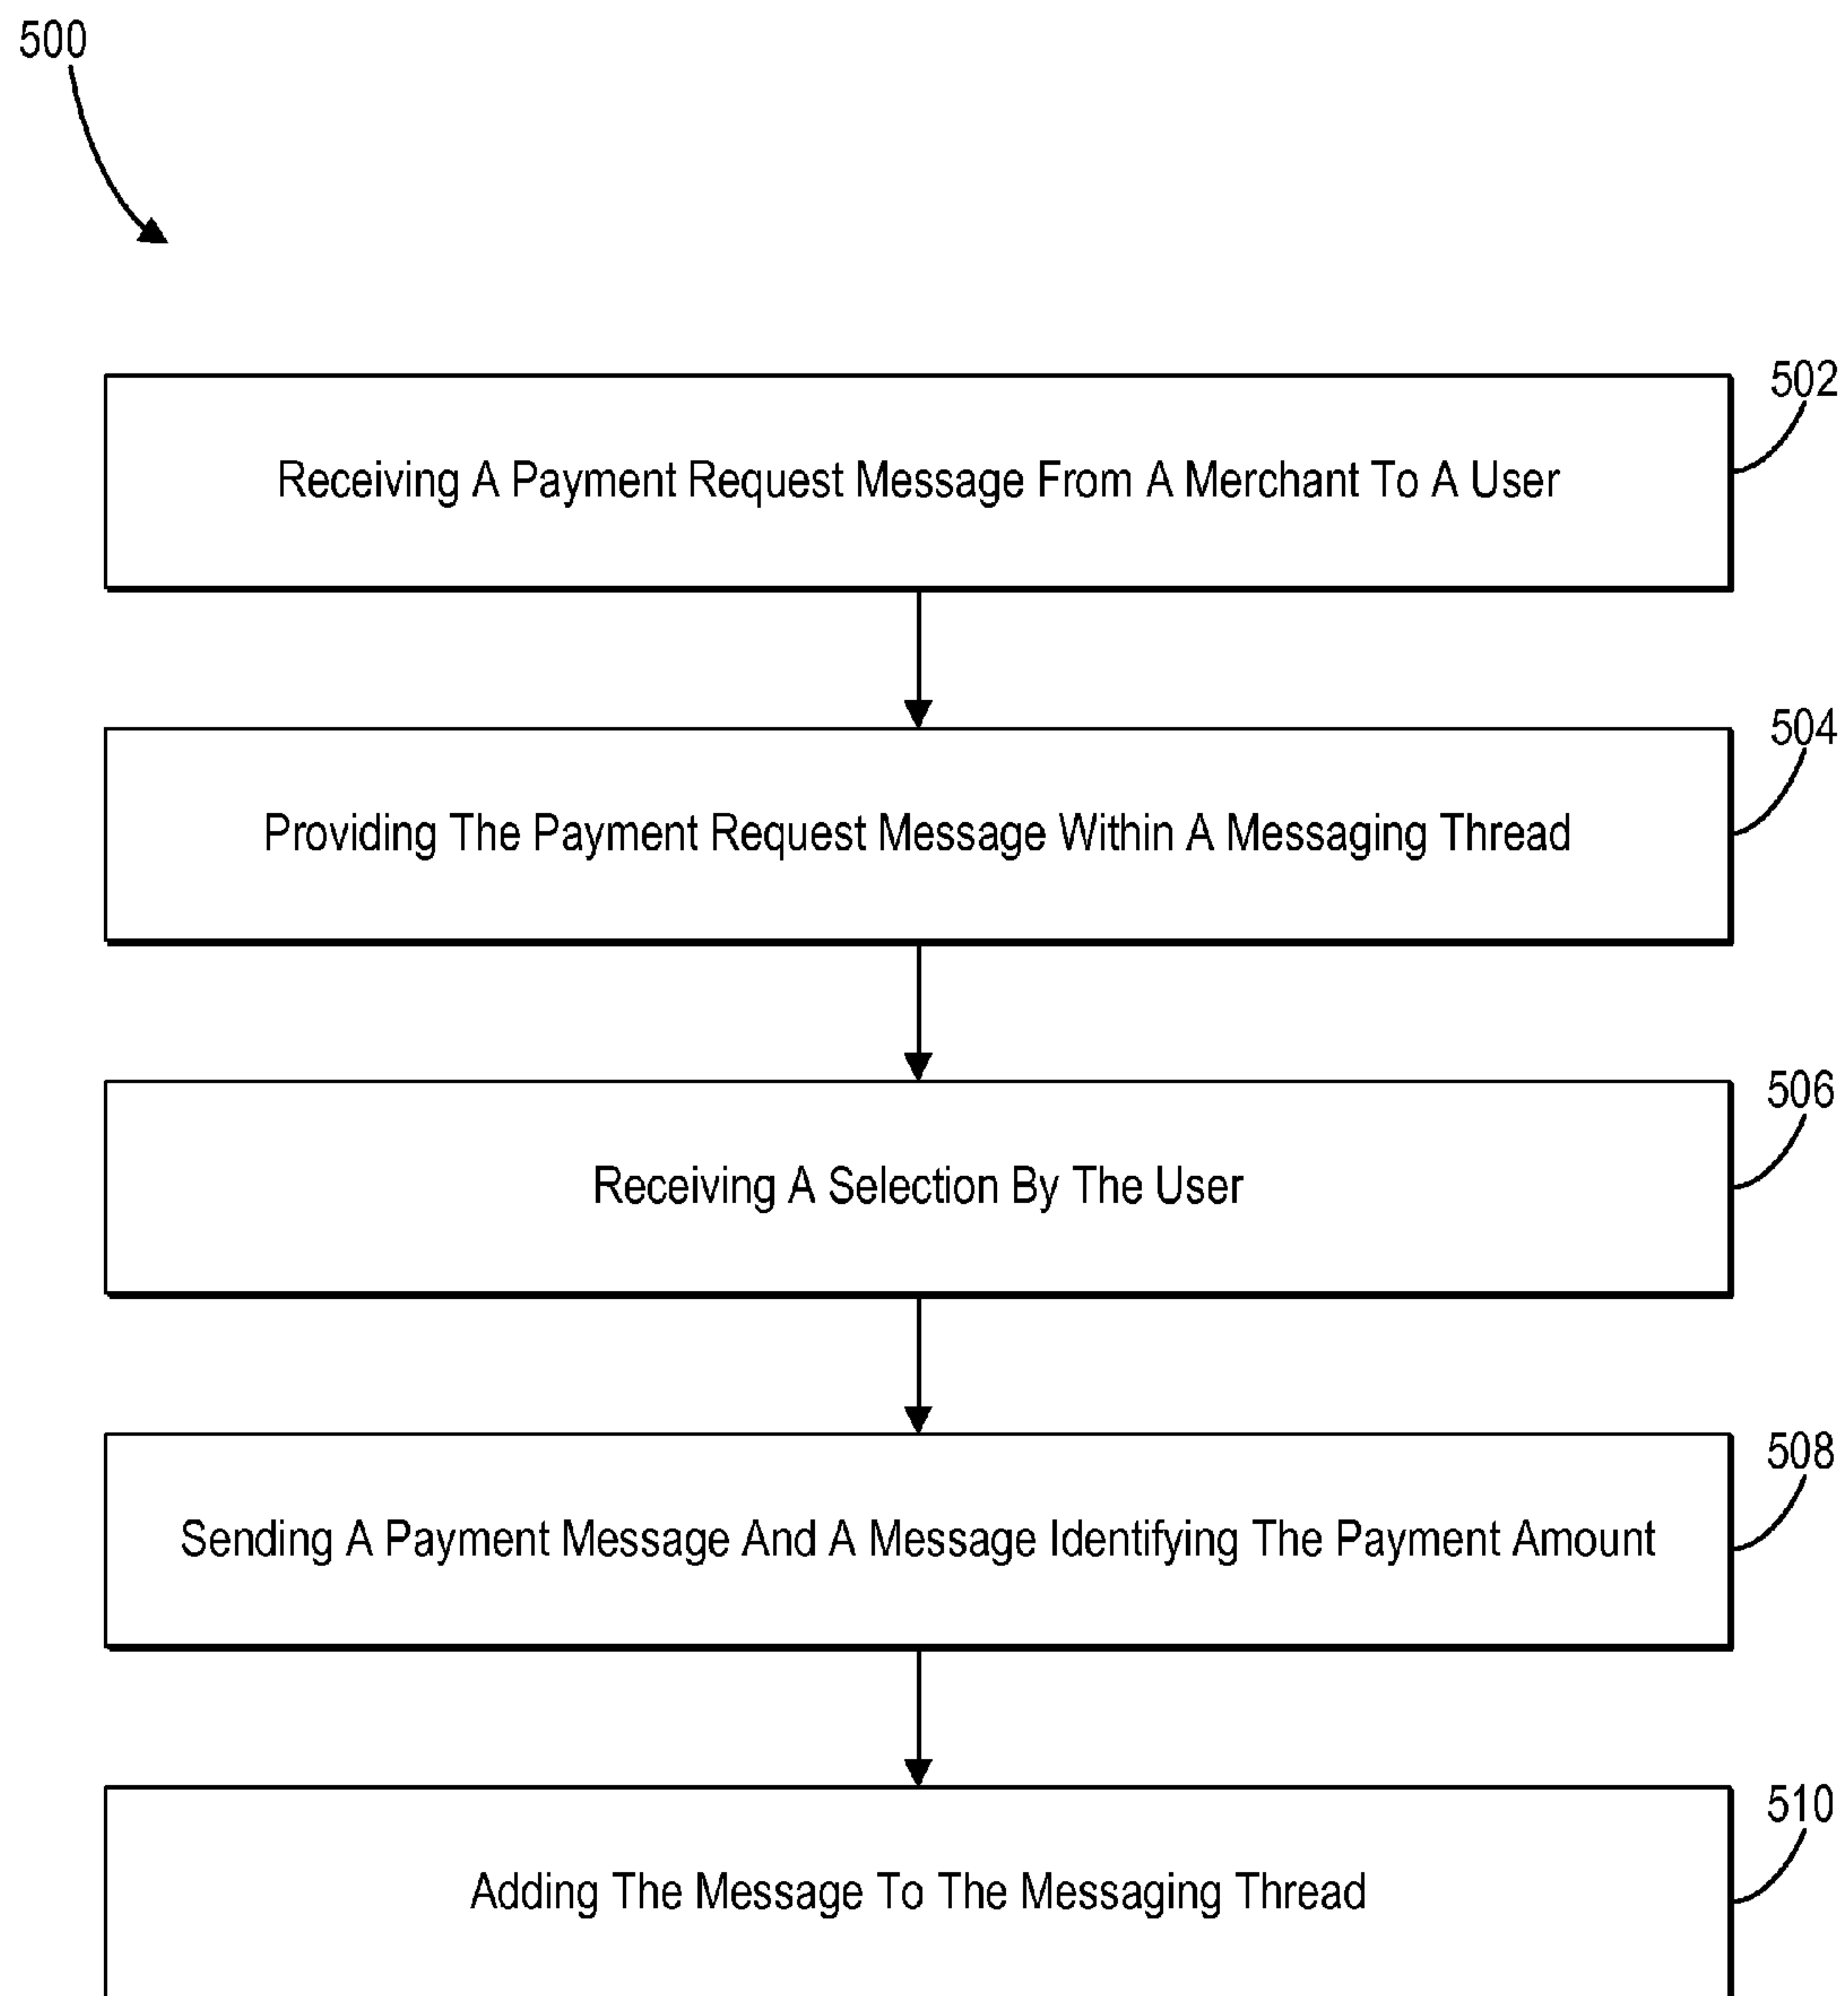 500
502
Receiving A Payment Request Message From A Merchant To A User
504
Providing The Payment Request Message Within A Messaging Thread
506
Receiving A Selection By The User
508
Sending A Payment Message And A Message Identifying The Payment Amount
510
Adding The Message To The Messaging Thread